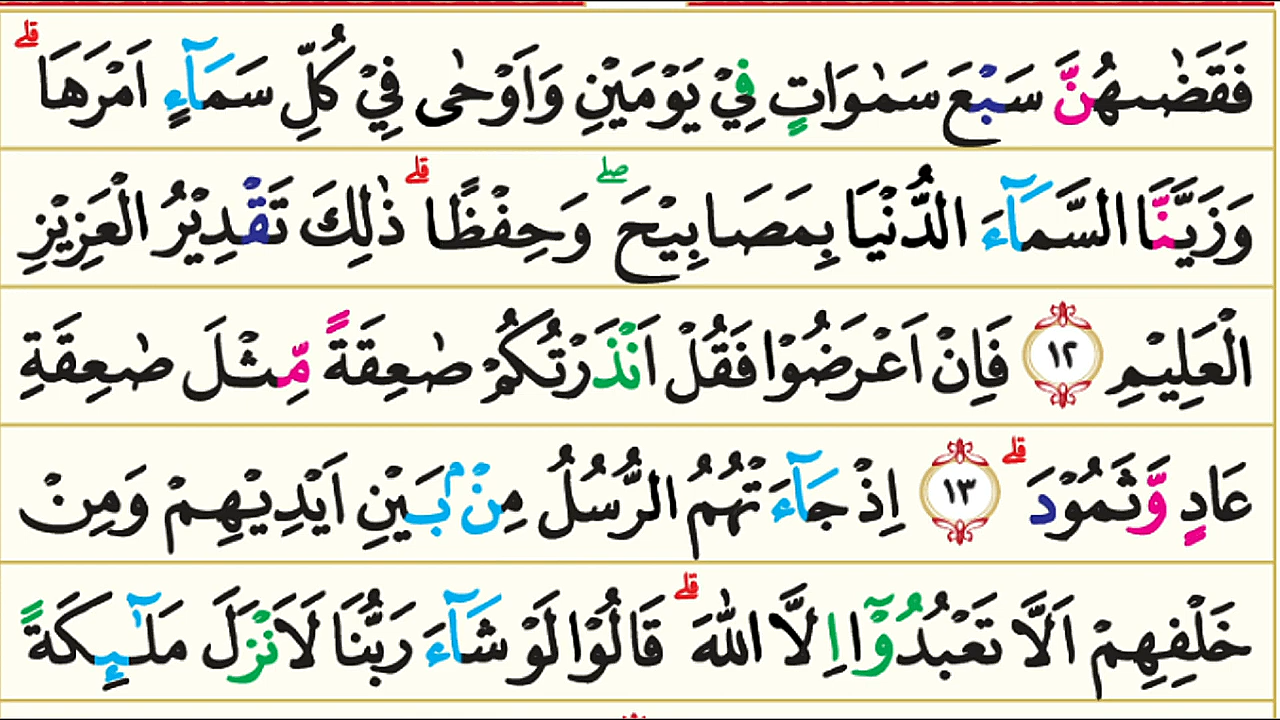 فَقَضٰىهُنَّ سَبْعَ سَمٰوَاتٍ فِيْ يَوْمَيْنِ وَاَوْحٰى فِيْ كُلِّ سَمَآءٍ اَمْرَهَا ۗ
وَزَيَّنَّا السَّمَآءَ الدُّنْيَا بِمَصَابِيْحَ ۖ وَحِفْظًا ۗ ذٰلِكَ تَقْدِيْرُ الْعَزِيْزِ
الْعَلِيْمِ ١٢ فَاِنْ اَعْرَضُوْا فَقُلْ اَنْذَرْتُكُمْ صٰعِقَةً مِّثْلَ صٰعِقَةِ
عَادٍ وَّثَمُوْدَ ۗ ١٣ اِذْ جَآءَتْهُمُ الرُّسُلُ مِنْۢ بَيْنِ اَيْدِيْهِمْ وَمِنْ
خَلْفِهِمْ اَلَّا تَعْبُدُوْٓا اِلَّا اللّٰهَ ۗ قَالُوْا لَوْ شَآءَ رَبُّنَا لَاَنْزَلَ مَلٰۤىِٕكَةً